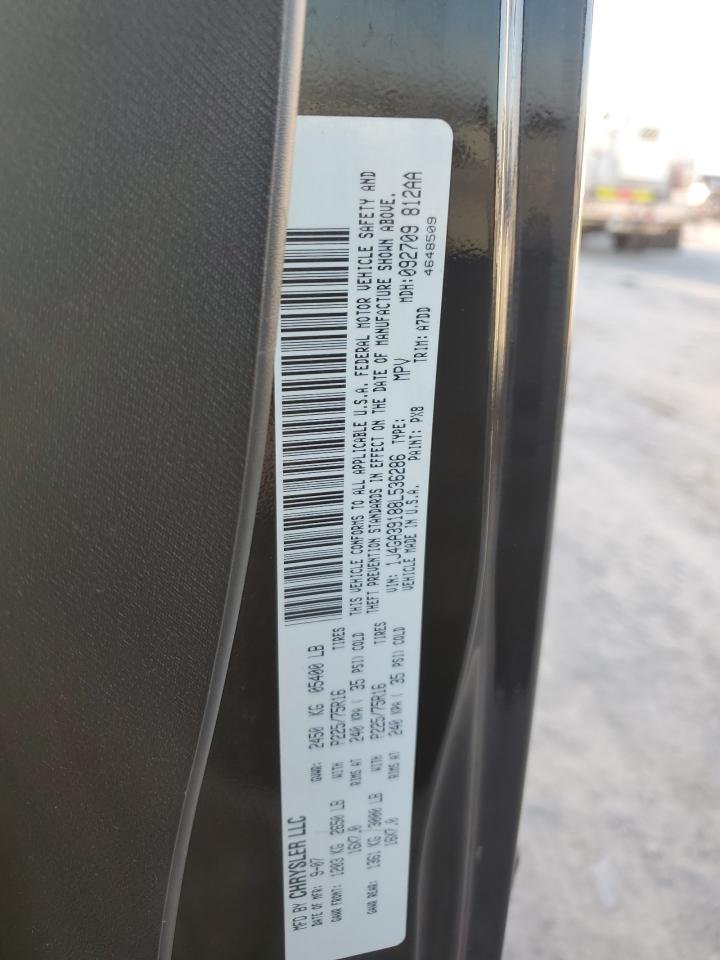 MFD BY CHRYSLER LLC
DATE OF MFR: 9-07 GVWR: 2450 KG 05400 LB
GAWR FRONT: 1203 KG 2650 LB WITH P225/75R16 TIRES
16X7.0 RIMS AT 240 KPA ( 35 PSI) COLD
GAWR REAR: 1361 KG 3000 LB WITH P225/75R16 TIRES
16X7.0 RIMS AT 240 KPA ( 35 PSI) COLD
THIS VEHICLE CONFORMS TO ALL APPLICABLE U.S.A. FEDERAL MOTOR VEHICLE SAFETY AND
THEFT PREVENTION STANDARDS IN EFFECT ON THE DATE OF MANUFACTURE SHOWN ABOVE.
VIN: 1J4GA39188L536286 TYPE: MPV MDH:092709 812AA
VEHICLE MADE IN U.S.A. PAINT: PX8 TRIM: A7DD 4648509